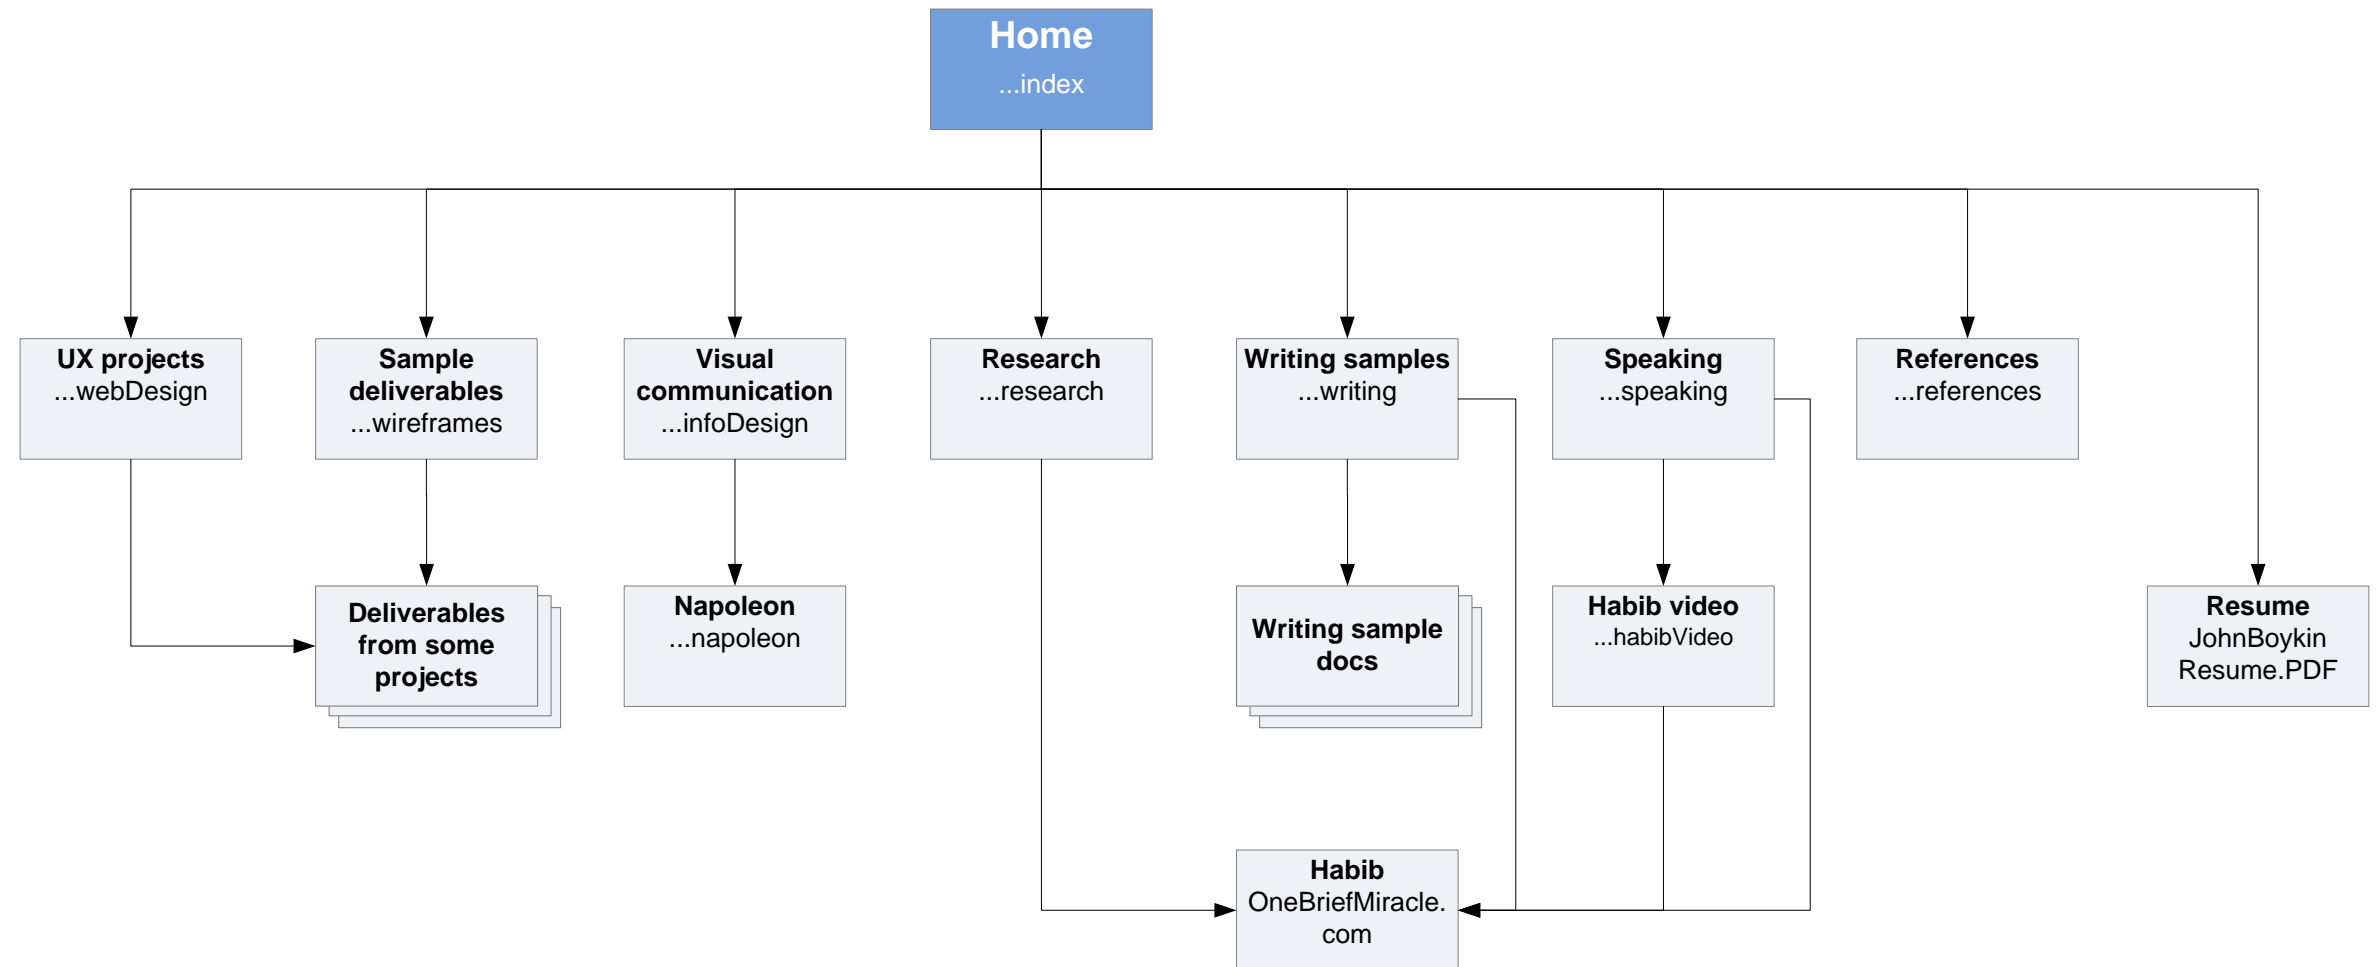 Home
...index
UX projects
...webDesign
Sample
deliverables
...wireframes
Visual
communication
...infoDesign
Research
...research
Writing samples
...writing
Speaking
...speaking
References
...references
Deliverables
from some
projects
Napoleon
...napoleon
Writing sample
docs
Habib video
...habibVideo
Resume
JohnBoykin
Resume.PDF
Habib
OneBriefMiracle.
com